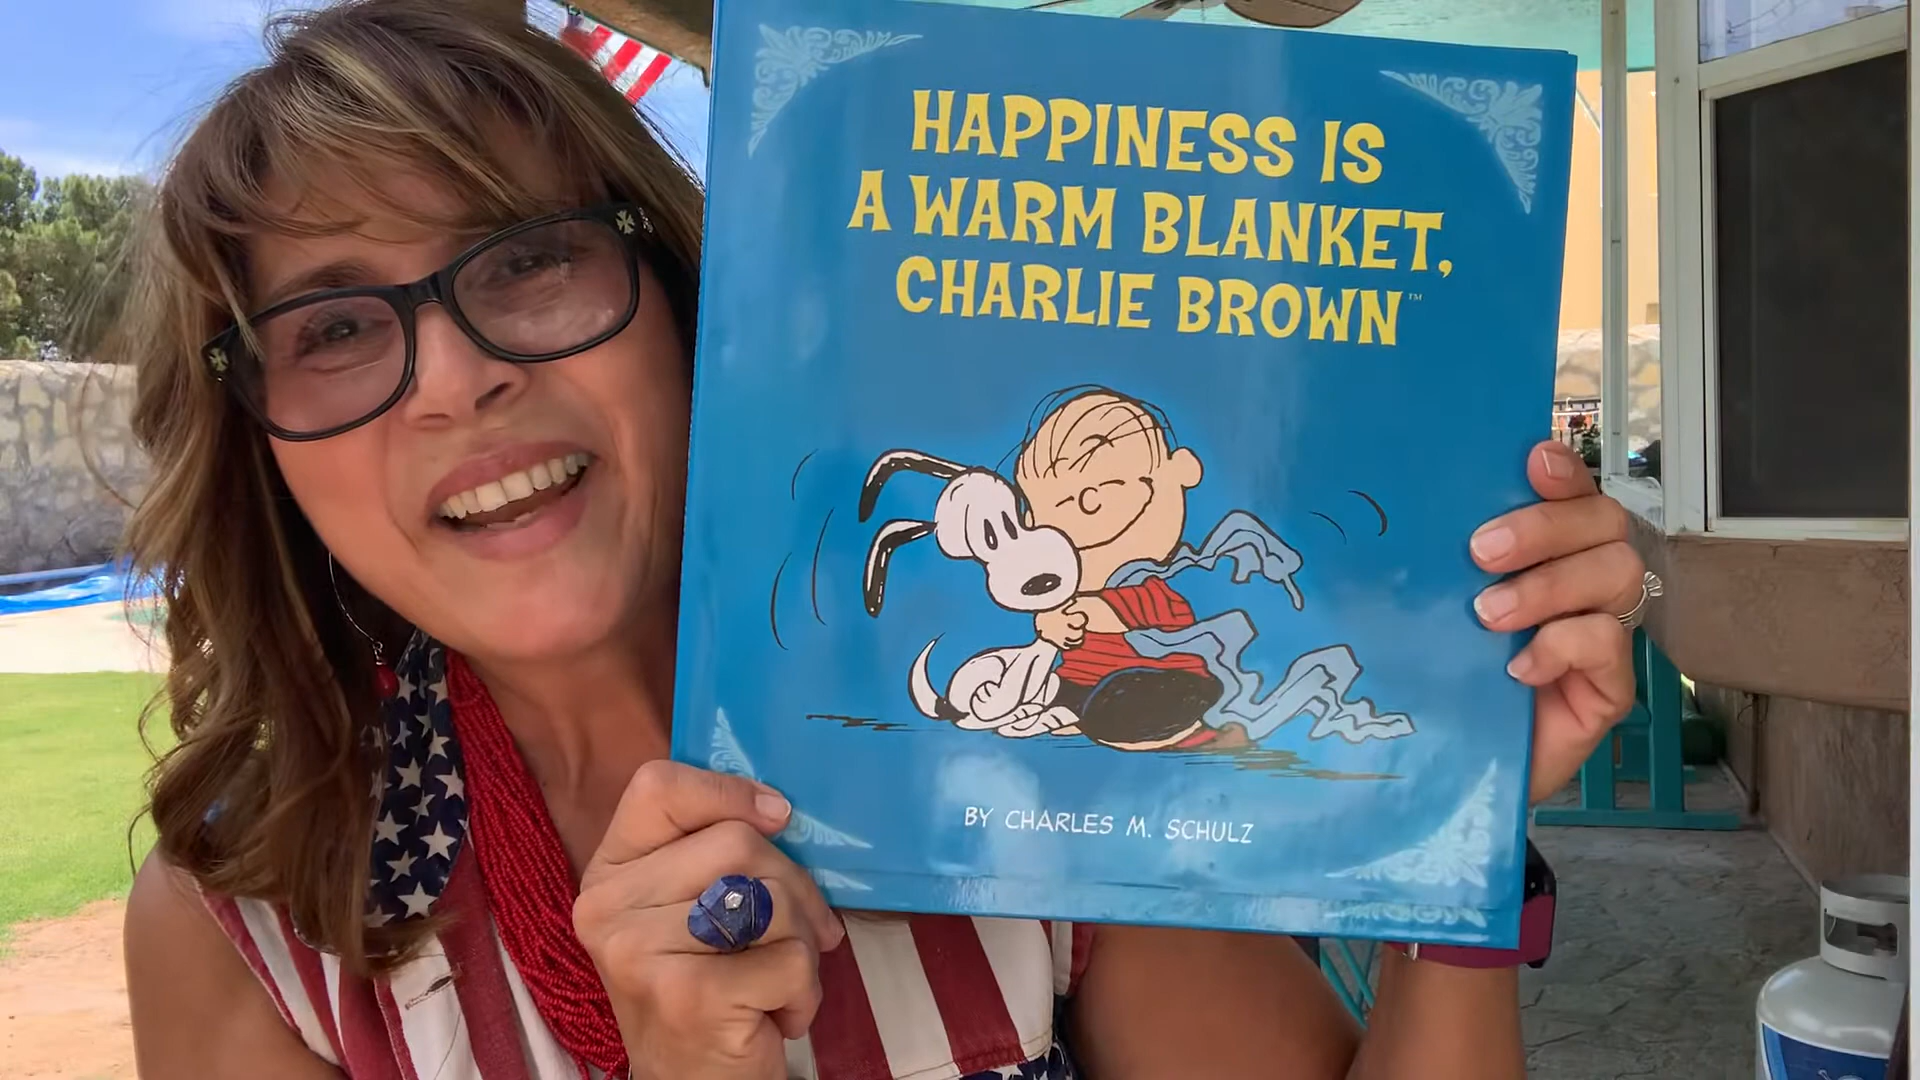 HAPPINESS IS
A WARM BLANKET,
CHARLIE BROWN™
BY CHARLES M. SCHULZ